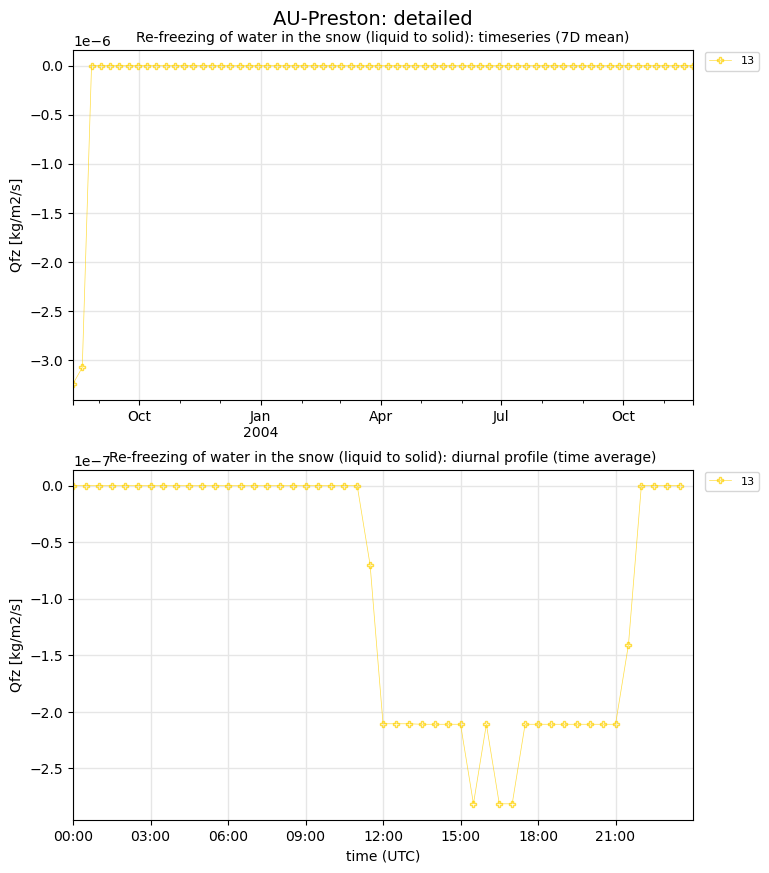 AU-Preston: detailed
1e−6
Re-freezing of water in the snow (liquid to solid): timeseries (7D mean)
13
0.0
−0.5
−1.0
−1.5
−2.0
−2.5
−3.0
Qfz [kg/m2/s]
Oct
Jan
2004
Apr
Jul
Oct
1e−7
Re-freezing of water in the snow (liquid to solid): diurnal profile (time average)
13
0.0
−0.5
−1.0
−1.5
−2.0
−2.5
Qfz [kg/m2/s]
00:00
03:00
06:00
09:00
12:00
15:00
18:00
21:00
time (UTC)